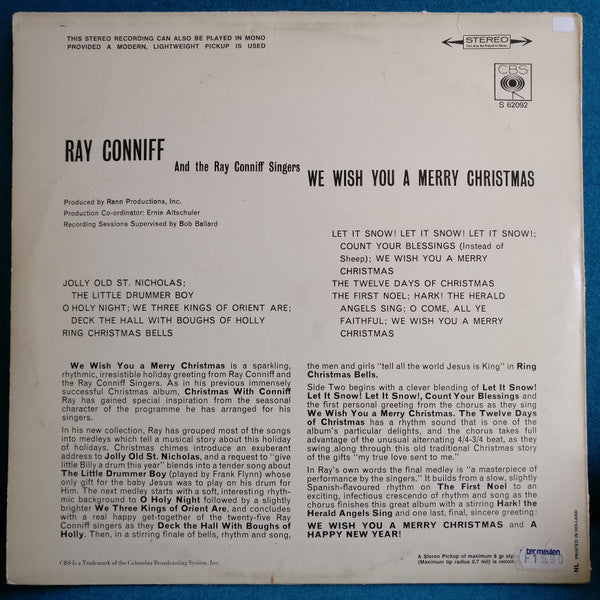 THIS STEREO RECORDING CAN ALSO BE PLAYED IN MONO
PROVIDED A MODERN, LIGHTWEIGHT PICKUP IS USED
STEREO
CBS
S 62092
RAY CONNIFF And the Ray Conniff Singers WE WISH YOU A MERRY CHRISTMAS
Produced by Rann Productions, Inc.
Production Co-ordinator: Ernie Altschuler
Recording Sessions Supervised by Bob Ballard
JOLLY OLD ST. NICHOLAS;
THE LITTLE DRUMMER BOY
O HOLY NIGHT; WE THREE KINGS OF ORIENT ARE;
DECK THE HALL WITH BOUGHS OF HOLLY
RING CHRISTMAS BELLS
LET IT SNOW! LET IT SNOW! LET IT SNOW!;
COUNT YOUR BLESSINGS (Instead of
Sheep); WE WISH YOU A MERRY
CHRISTMAS
THE TWELVE DAYS OF CHRISTMAS
THE FIRST NOEL; HARK! THE HERALD
ANGELS SING; O COME, ALL YE
FAITHFUL; WE WISH YOU A MERRY
CHRISTMAS
We Wish You a Merry Christmas is a sparkling,
rhythmic, irresistible holiday greeting from Ray Conniff and
the Ray Conniff Singers. As in his previous immensely
successful Christmas album, Christmas With Conniff
Ray has gained special inspiration from the seasonal
character of the programme he has arranged for his
singers.
In his new collection, Ray has grouped most of the songs
into medleys which tell a musical story about this holiday
of holidays. Christmas chimes introduce an exuberant
address to Jolly Old St. Nicholas, and a request to "give
little Billy a drum this year" blends into a tender song about
The Little Drummer Boy (played by Frank Flynn) whose
only gift for the baby Jesus was to play on his drum for
Him. The next medley starts with a soft, interesting rhyth-
mic background to O Holy Night followed by a slightly
brighter We Three Kings of Orient Are, and concludes
with a real happy get-together of the twenty-five Ray
Conniff singers as they Deck the Hall With Boughs of
Holly. Then, in a stirring finale of bells, rhythm and song,
the men and girls "tell all the world Jesus is King" in Ring
Christmas Bells.
Side Two begins with a clever blending of Let It Snow!
Let It Snow! Let It Snow!, Count Your Blessings and
the first personal greeting from the chorus as they sing
We Wish You a Merry Christmas. The Twelve Days
of Christmas has a rhythm sound that is one of the
album's particular delights, and the chorus takes full
advantage of the unusual alternating 4/4-3/4 beat, as they
swing along through this old traditional Christmas story
of the gifts "my true love sent to me."
In Ray's own words the final medley is "a masterpiece of
performance by the singers." It builds from a slow, slightly
Spanish-flavoured rhythm on The First Noel to an
exciting, infectious crescendo of rhythm and song as the
chorus finishes this great album with a stirring Hark! the
Herald Angels Sing and one last, final, sincere greeting:
WE WISH YOU A MERRY CHRISTMAS and A
HAPPY NEW YEAR!
CBS is a Trademark of the Columbia Broadcasting System, Inc.
A Stereo Pickup of maximum 6 gr
(Maximum tip radius 0,7 mil) is
termeulen
NL PRINTED IN HOLLAND